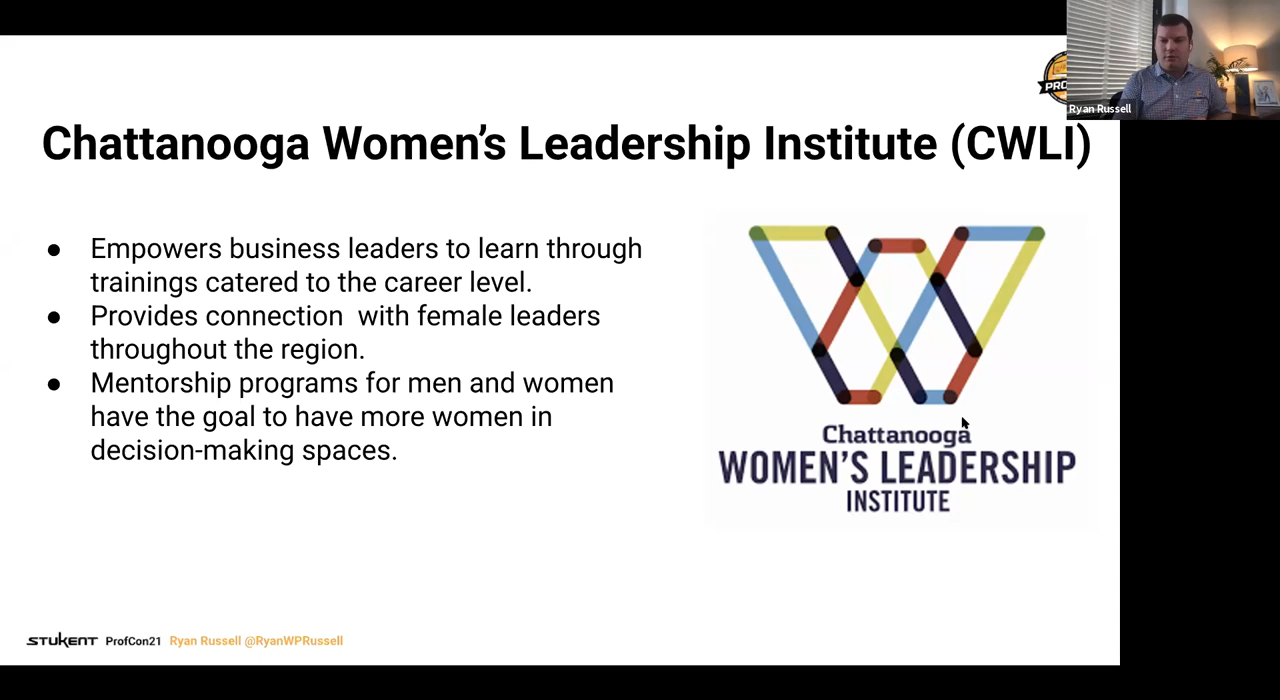 PRO
Ryan Russell
Chattanooga Women's Leadership Institute (CWLI)
● Empowers business leaders to learn through
trainings catered to the career level.
● Provides connection  with female leaders
throughout the region.
● Mentorship programs for men and women
have the goal to have more women in
decision-making spaces.
Chattanooga
WOMEN'S LEADERSHIP
INSTITUTE
STUKENT ProfCon21 Ryan Russell @RyanWPRussell